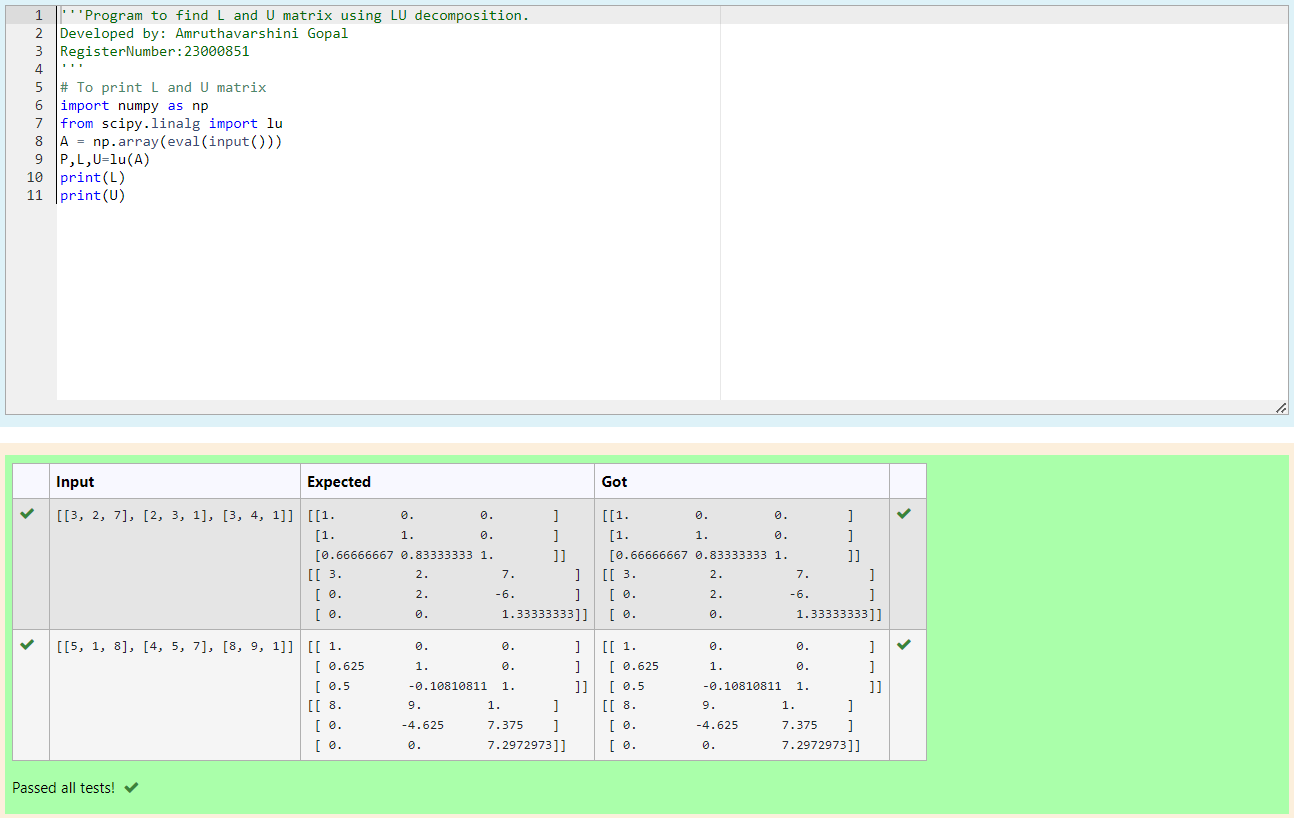 1 '''Program to find L and U matrix using LU decomposition.
2 Developed by: Amruthavarshini Gopal
3 RegisterNumber:23000851
4 '''
5 # To print L and U matrix
6 import numpy as np
7 from scipy.linalg import lu
8 A = np.array(eval(input()))
9 P,L,U=lu(A)
10 print(L)
11 print(U)
Input Expected Got
[[3, 2, 7], [2, 3, 1], [3, 4, 1]] [[1. 0. 0. ] [[1. 0. 0. ]
[1. 1. 0. ] [1. 1. 0. ]
[0.66666667 0.83333333 1. ]] [0.66666667 0.83333333 1. ]]
[[ 3. 2. 7. ] [[ 3. 2. 7. ]
[ 0. 2. -6. ] [ 0. 2. -6. ]
[ 0. 0. 1.33333333]] [ 0. 0. 1.33333333]]
[[5, 1, 8], [4, 5, 7], [8, 9, 1]] [[ 1. 0. 0. ] [[ 1. 0. 0. ]
[ 0.625 1. 0. ] [ 0.625 1. 0. ]
[ 0.5 -0.10810811 1. ]] [ 0.5 -0.10810811 1. ]]
[[ 8. 9. 1. ] [[ 8. 9. 1. ]
[ 0. -4.625 7.375 ] [ 0. -4.625 7.375 ]
[ 0. 0. 7.2972973]] [ 0. 0. 7.2972973]]
Passed all tests!